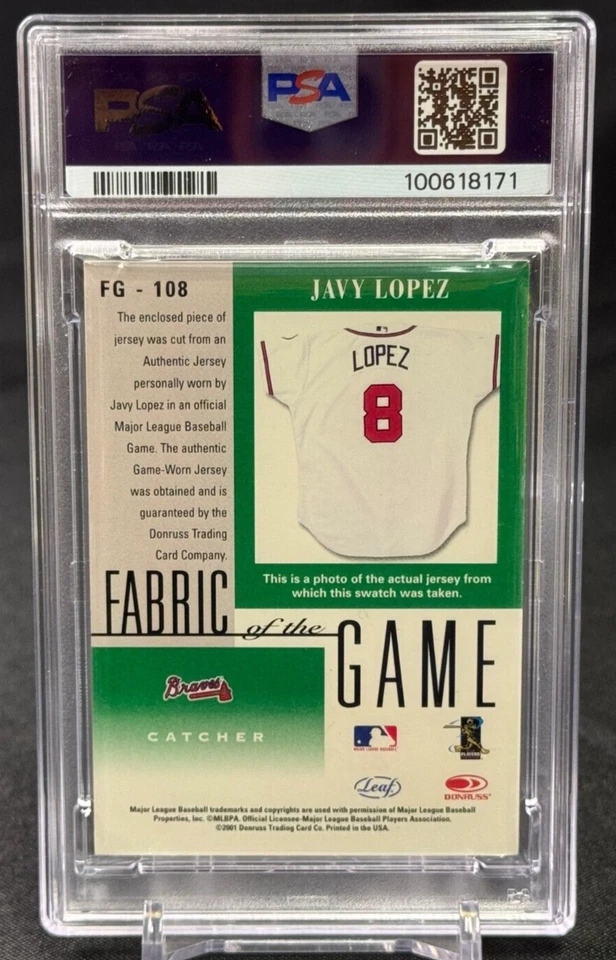 PSA
PSA
100618171
FG - 108
JAVY LOPEZ
The enclosed piece of
jersey was cut from an
Authentic Jersey
personally worn by
Javy Lopez in an official
Major League Baseball
Game. The authentic
Game-Worn Jersey
was obtained and is
guaranteed by the
Donruss Trading
Card Company.
LOPEZ
8
This is a photo of the actual jersey from
which this swatch was taken.
FABRIC
of the
GAME
Braves
CATCHER
MAJOR LEAGUE BASEBALL
PLAYERS
Leaf
DONRUSS
Major League Baseball trademarks and copyrights are used with permission of Major League Baseball
Properties, Inc. ©MLBPA. Official Licensee-Major League Baseball Players Association.
©2001 Donruss Trading Card Co. Printed in the USA.